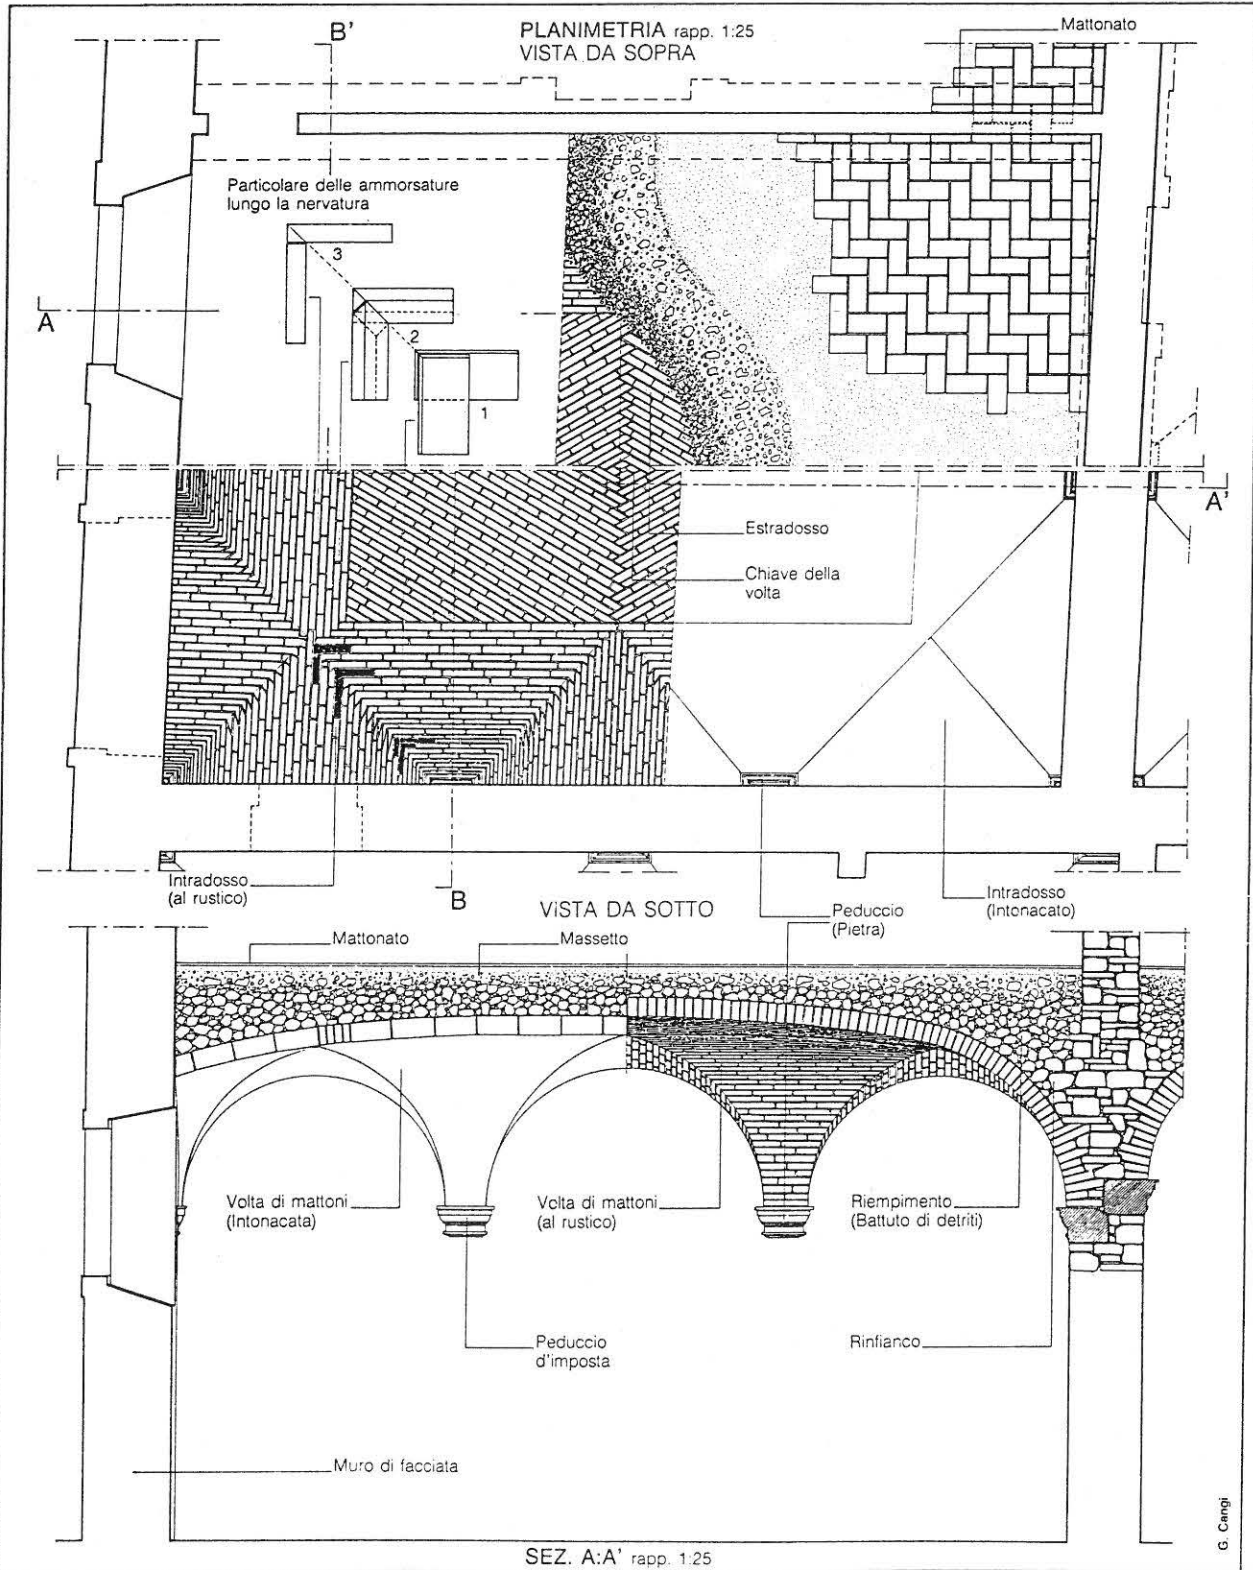 B'
PLANIMETRIA rapp. 1:25
VISTA DA SOPRA
Mattonato
Particolare delle ammorsature
lungo la nervatura
3
A
2
1
A'
Estradosso
Chiave della
volta
Intradosso
(al rustico)
B
VISTA DA SOTTO
Peduccio
(Pietra)
Intradosso
(Intonacato)
Mattonato
Massetto
Volta di mattoni
(Intonacata)
Volta di mattoni
(al rustico)
Riempimento
(Battuto di detriti)
Peduccio
d'imposta
Rinfianco
Muro di facciata
G. Cangi
SEZ. A:A' rapp. 1:25